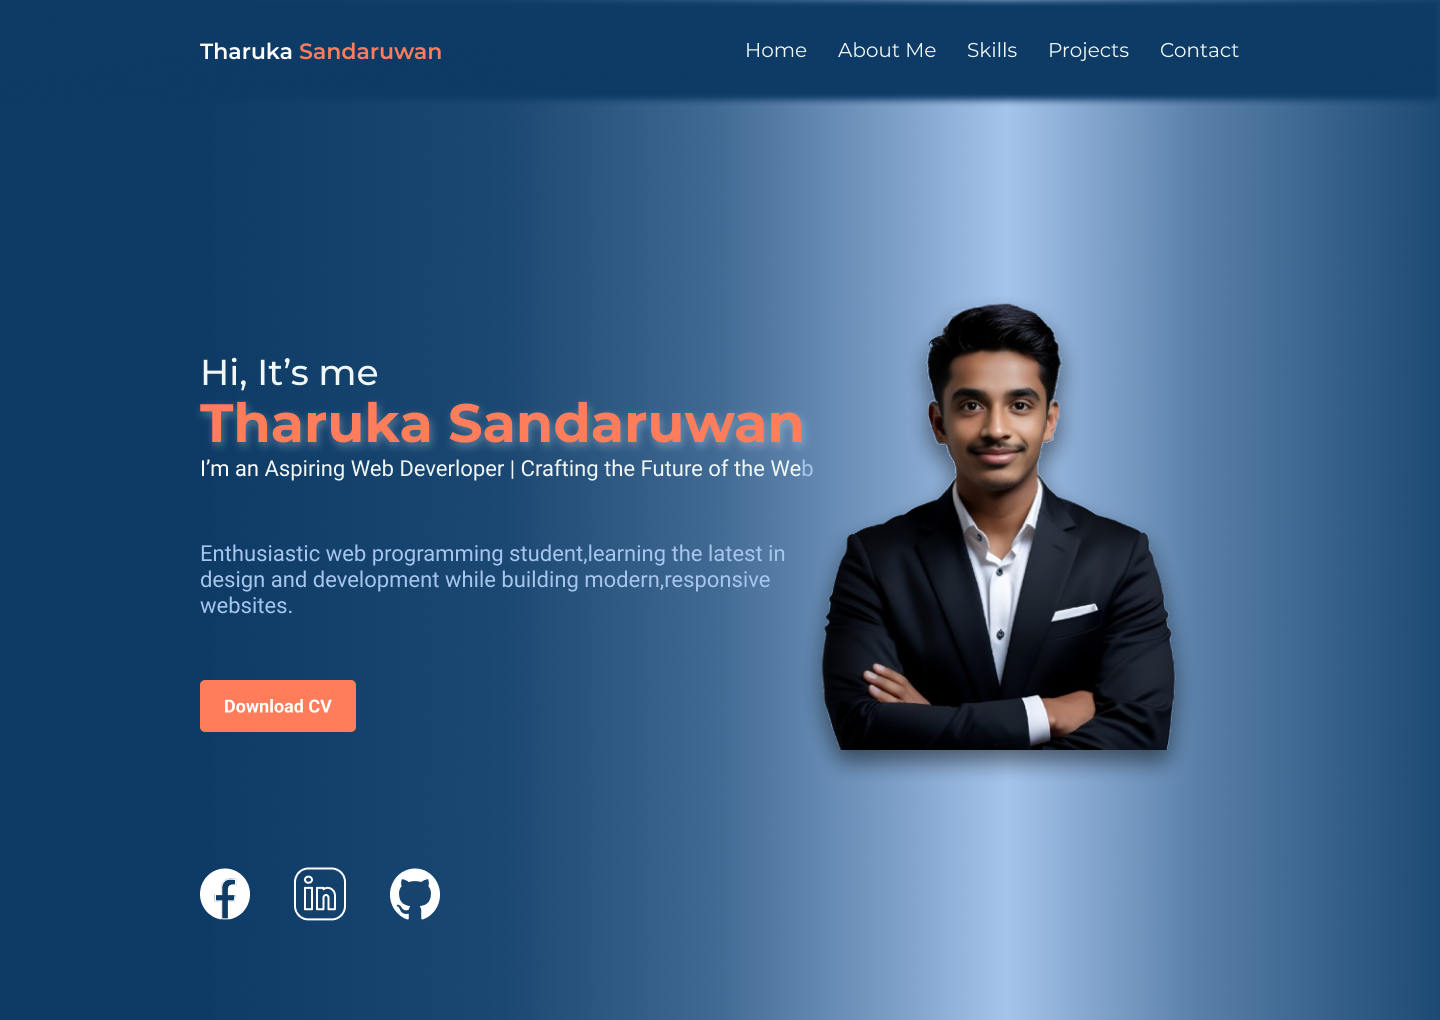 Tharuka Sandaruwan
Home About Me Skills Projects Contact
Hi, It’s me
Tharuka Sandaruwan
I’m an Aspiring Web Deverloper | Crafting the Future of the Web
Enthusiastic web programming student,learning the latest in
design and development while building modern,responsive
websites.
Download CV
in